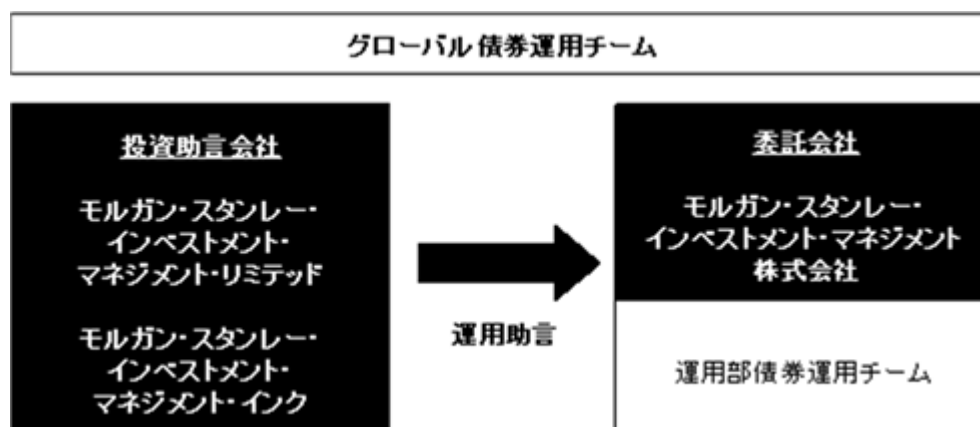 グローバル債券運用チーム
投資助言会社
モルガン・スタンレー・
インベストメント・
マネジメント・リミテッド
モルガン・スタンレー・
インベストメント・
マネジメント・インク
運用助言
委託会社
モルガン・スタンレー・
インベストメント・マネジメント
株式会社
運用部債券運用チーム